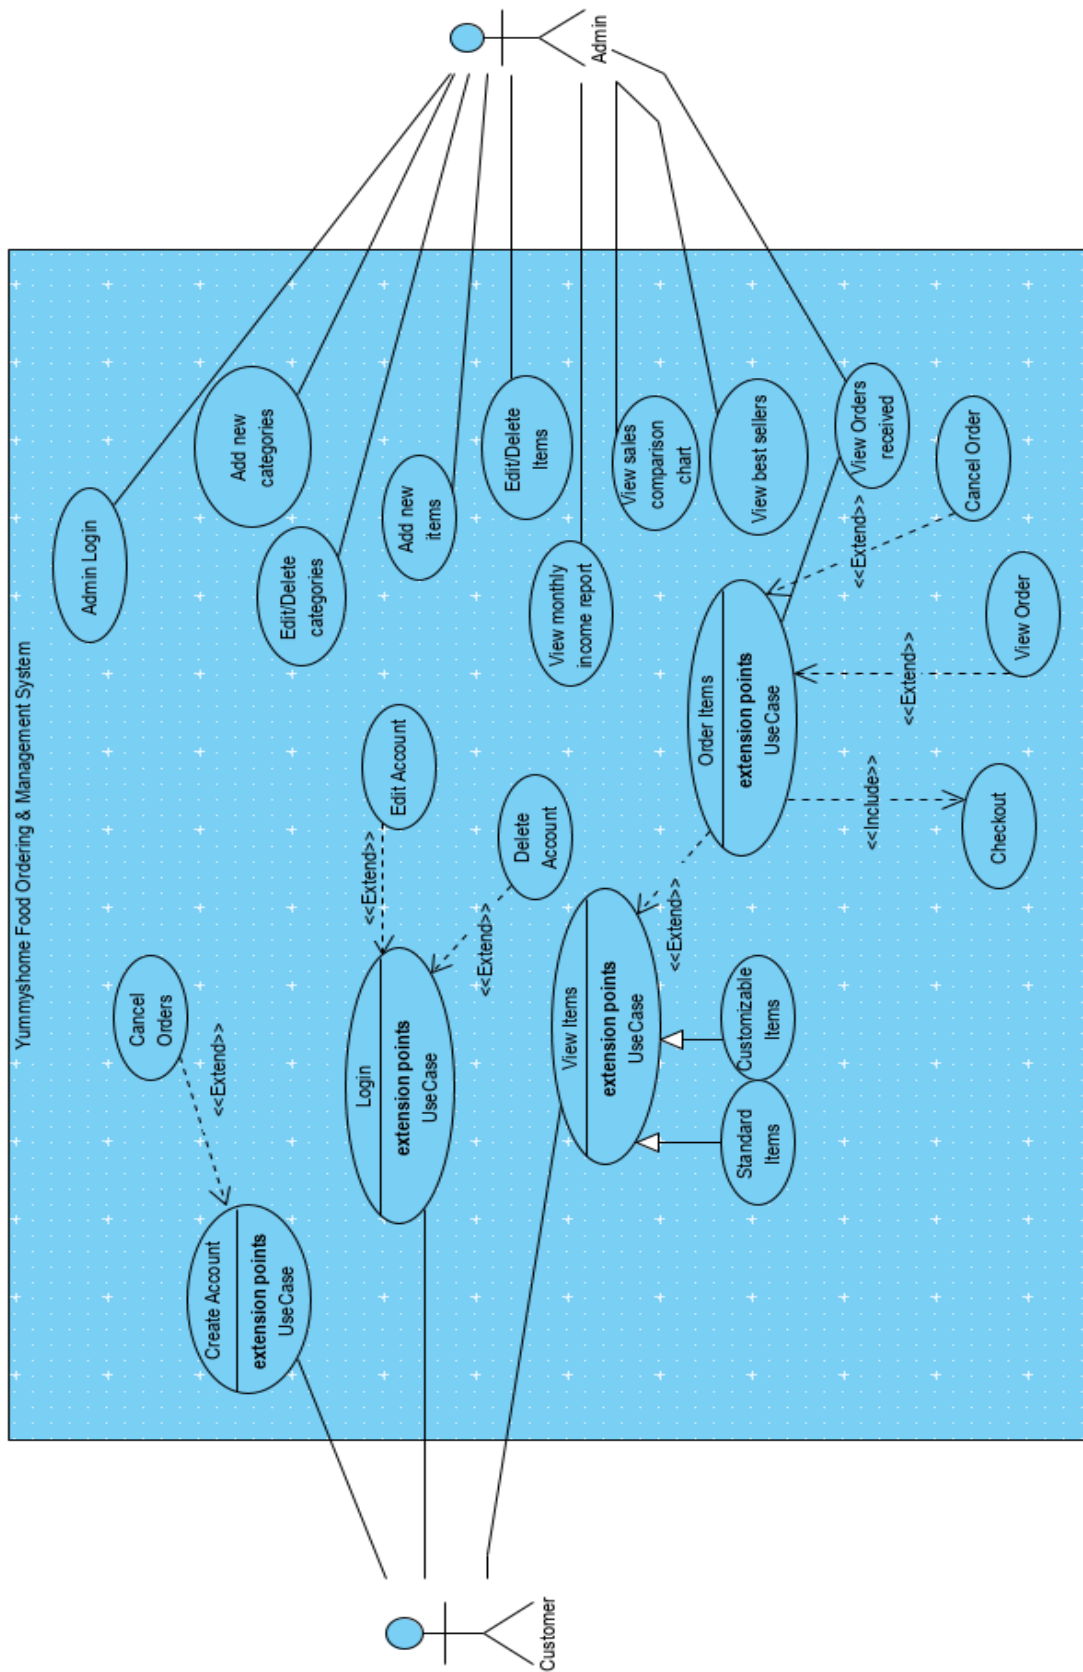 Yummyshome Food Ordering & Management System
Customer
Admin
Create Account
extension points
UseCase
Cancel
Orders
<<Extend>>
Login
extension points
UseCase
<<Extend>>
Edit Account
<<Extend>>
Delete
Account
View Items
extension points
UseCase
Standard
Items
Customizable
Items
<<Extend>>
Order Items
extension points
UseCase
<<Include>>
Checkout
<<Extend>>
View Order
<<Extend>>
Cancel Order
Admin Login
Add new
categories
Edit/Delete
categories
Add new
items
Edit/Delete
Items
View monthly
income report
View sales
comparison
chart
View best sellers
View Orders
received